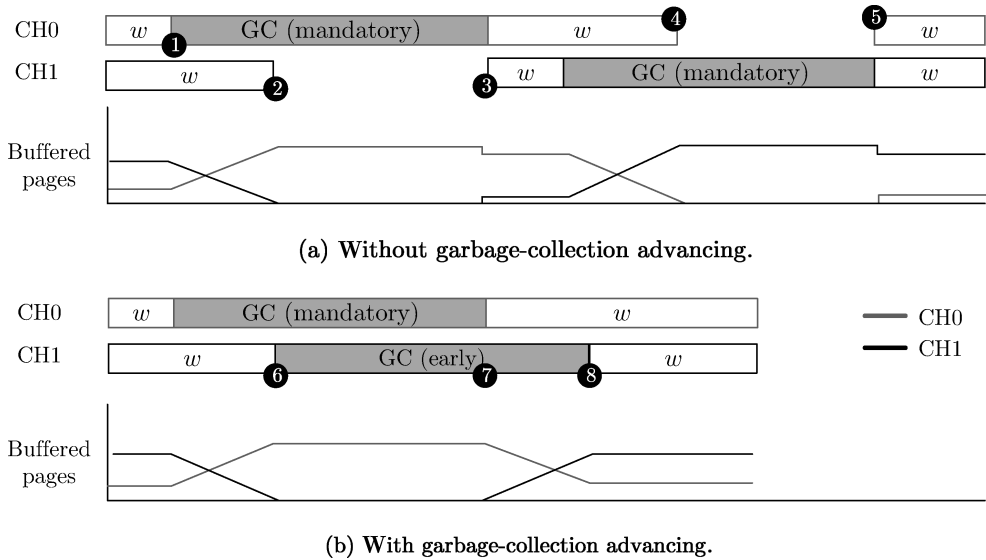 CH0 w GC (mandatory) w 4 5 w
1
CH1 w 2 3 w GC (mandatory) w
Buffered
pages
(a) Without garbage-collection advancing.
CH0 w GC (mandatory) w CH0
CH1 w GC (early) w CH1
6 7 8
Buffered
pages
(b) With garbage-collection advancing.